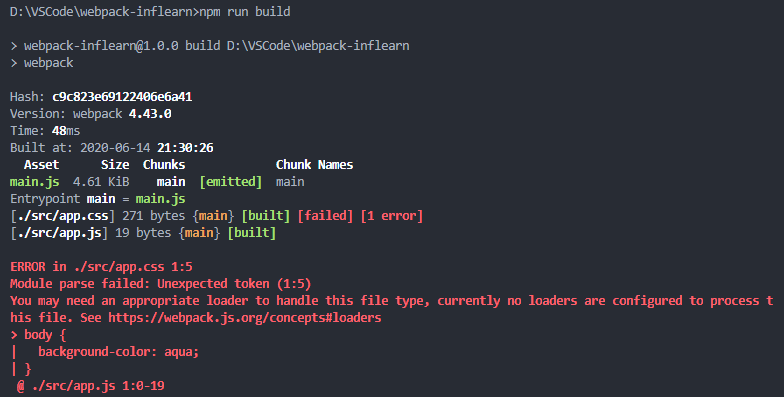 D:\VSCode\webpack-inflearn>npm run build
> webpack-inflearn@1.0.0 build D:\VSCode\webpack-inflearn
> webpack
Hash: c9c823e69122406e6a41
Version: webpack 4.43.0
Time: 48ms
Built at: 2020-06-14 21:30:26
  Asset      Size  Chunks             Chunk Names
main.js  4.61 KiB    main  [emitted]  main
Entrypoint main = main.js
[./src/app.css] 271 bytes {main} [built] [failed] [1 error]
[./src/app.js] 19 bytes {main} [built]
ERROR in ./src/app.css 1:5
Module parse failed: Unexpected token (1:5)
You may need an appropriate loader to handle this file type, currently no loaders are configured to process t
his file. See https://webpack.js.org/concepts#loaders
> body {
|   background-color: aqua;
| }
 @ ./src/app.js 1:0-19